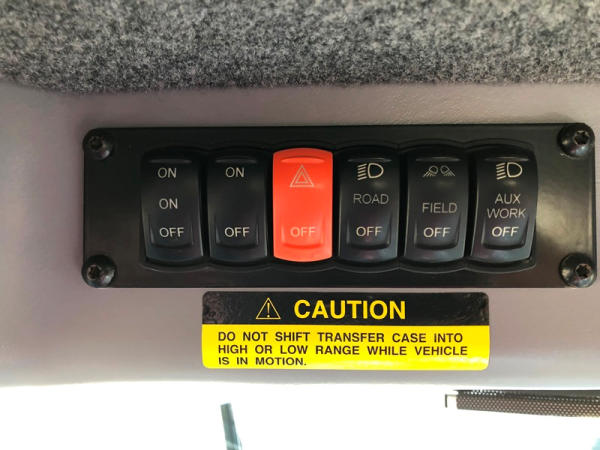 ON
ON
OFF
ON
OFF
OFF
ROAD
OFF
FIELD
OFF
AUX
WORK
OFF
CAUTION
DO NOT SHIFT TRANSFER CASE INTO
HIGH OR LOW RANGE WHILE VEHICLE
IS IN MOTION.